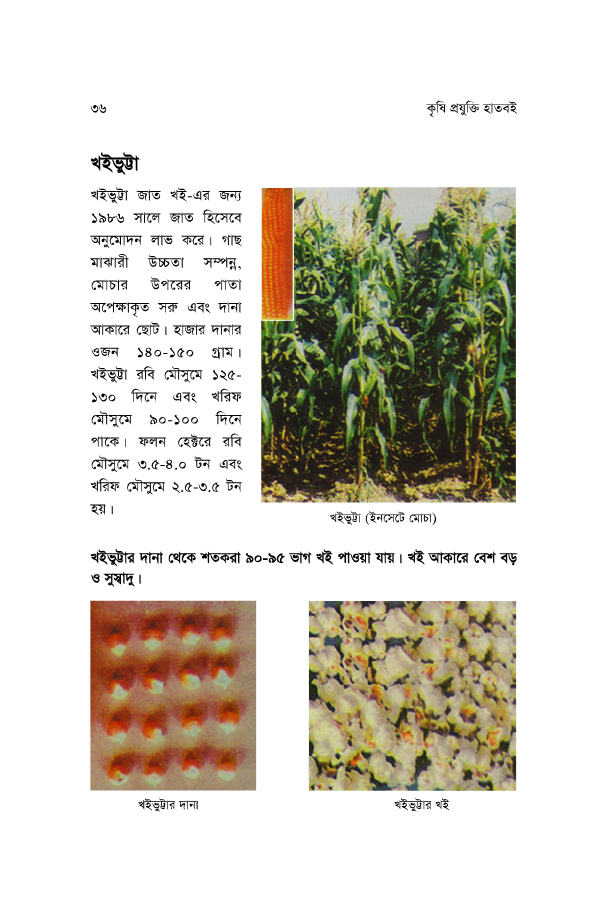 ৩৬
কৃষি প্রযুক্তি হাতবই
খইভুট্টা
খইভুট্টা জাত খই-এর জন্য
১৯৮৬ সালে জাত হিসেবে
অনুমোদন লাভ করে। গাছ
মাঝারী উচ্চতা সম্পন্ন,
মোচার উপরের পাতা
অপেক্ষাকৃত সরু এবং দানা
আকারে ছোট। হাজার দানার
ওজন ১৪০-১৫০ গ্রাম।
খইভুট্টা রবি মৌসুমে ১২৫-
১৩০ দিনে এবং খরিফ
মৌসুমে ৯০-১০০ দিনে
পাকে। ফলন হেক্টরে রবি
মৌসুমে ৩.৫-৪.০ টন এবং
খরিফ মৌসুমে ২.৫-৩.৫ টন
হয়।
খইভুট্টা (ইনসেটে মোচা)
খইভুট্টার দানা থেকে শতকরা ৯০-৯৫ ভাগ খই পাওয়া যায়। খই আকারে বেশ বড়
ও সুস্বাদু।
খইভুট্টার দানা
খইভুট্টার খই